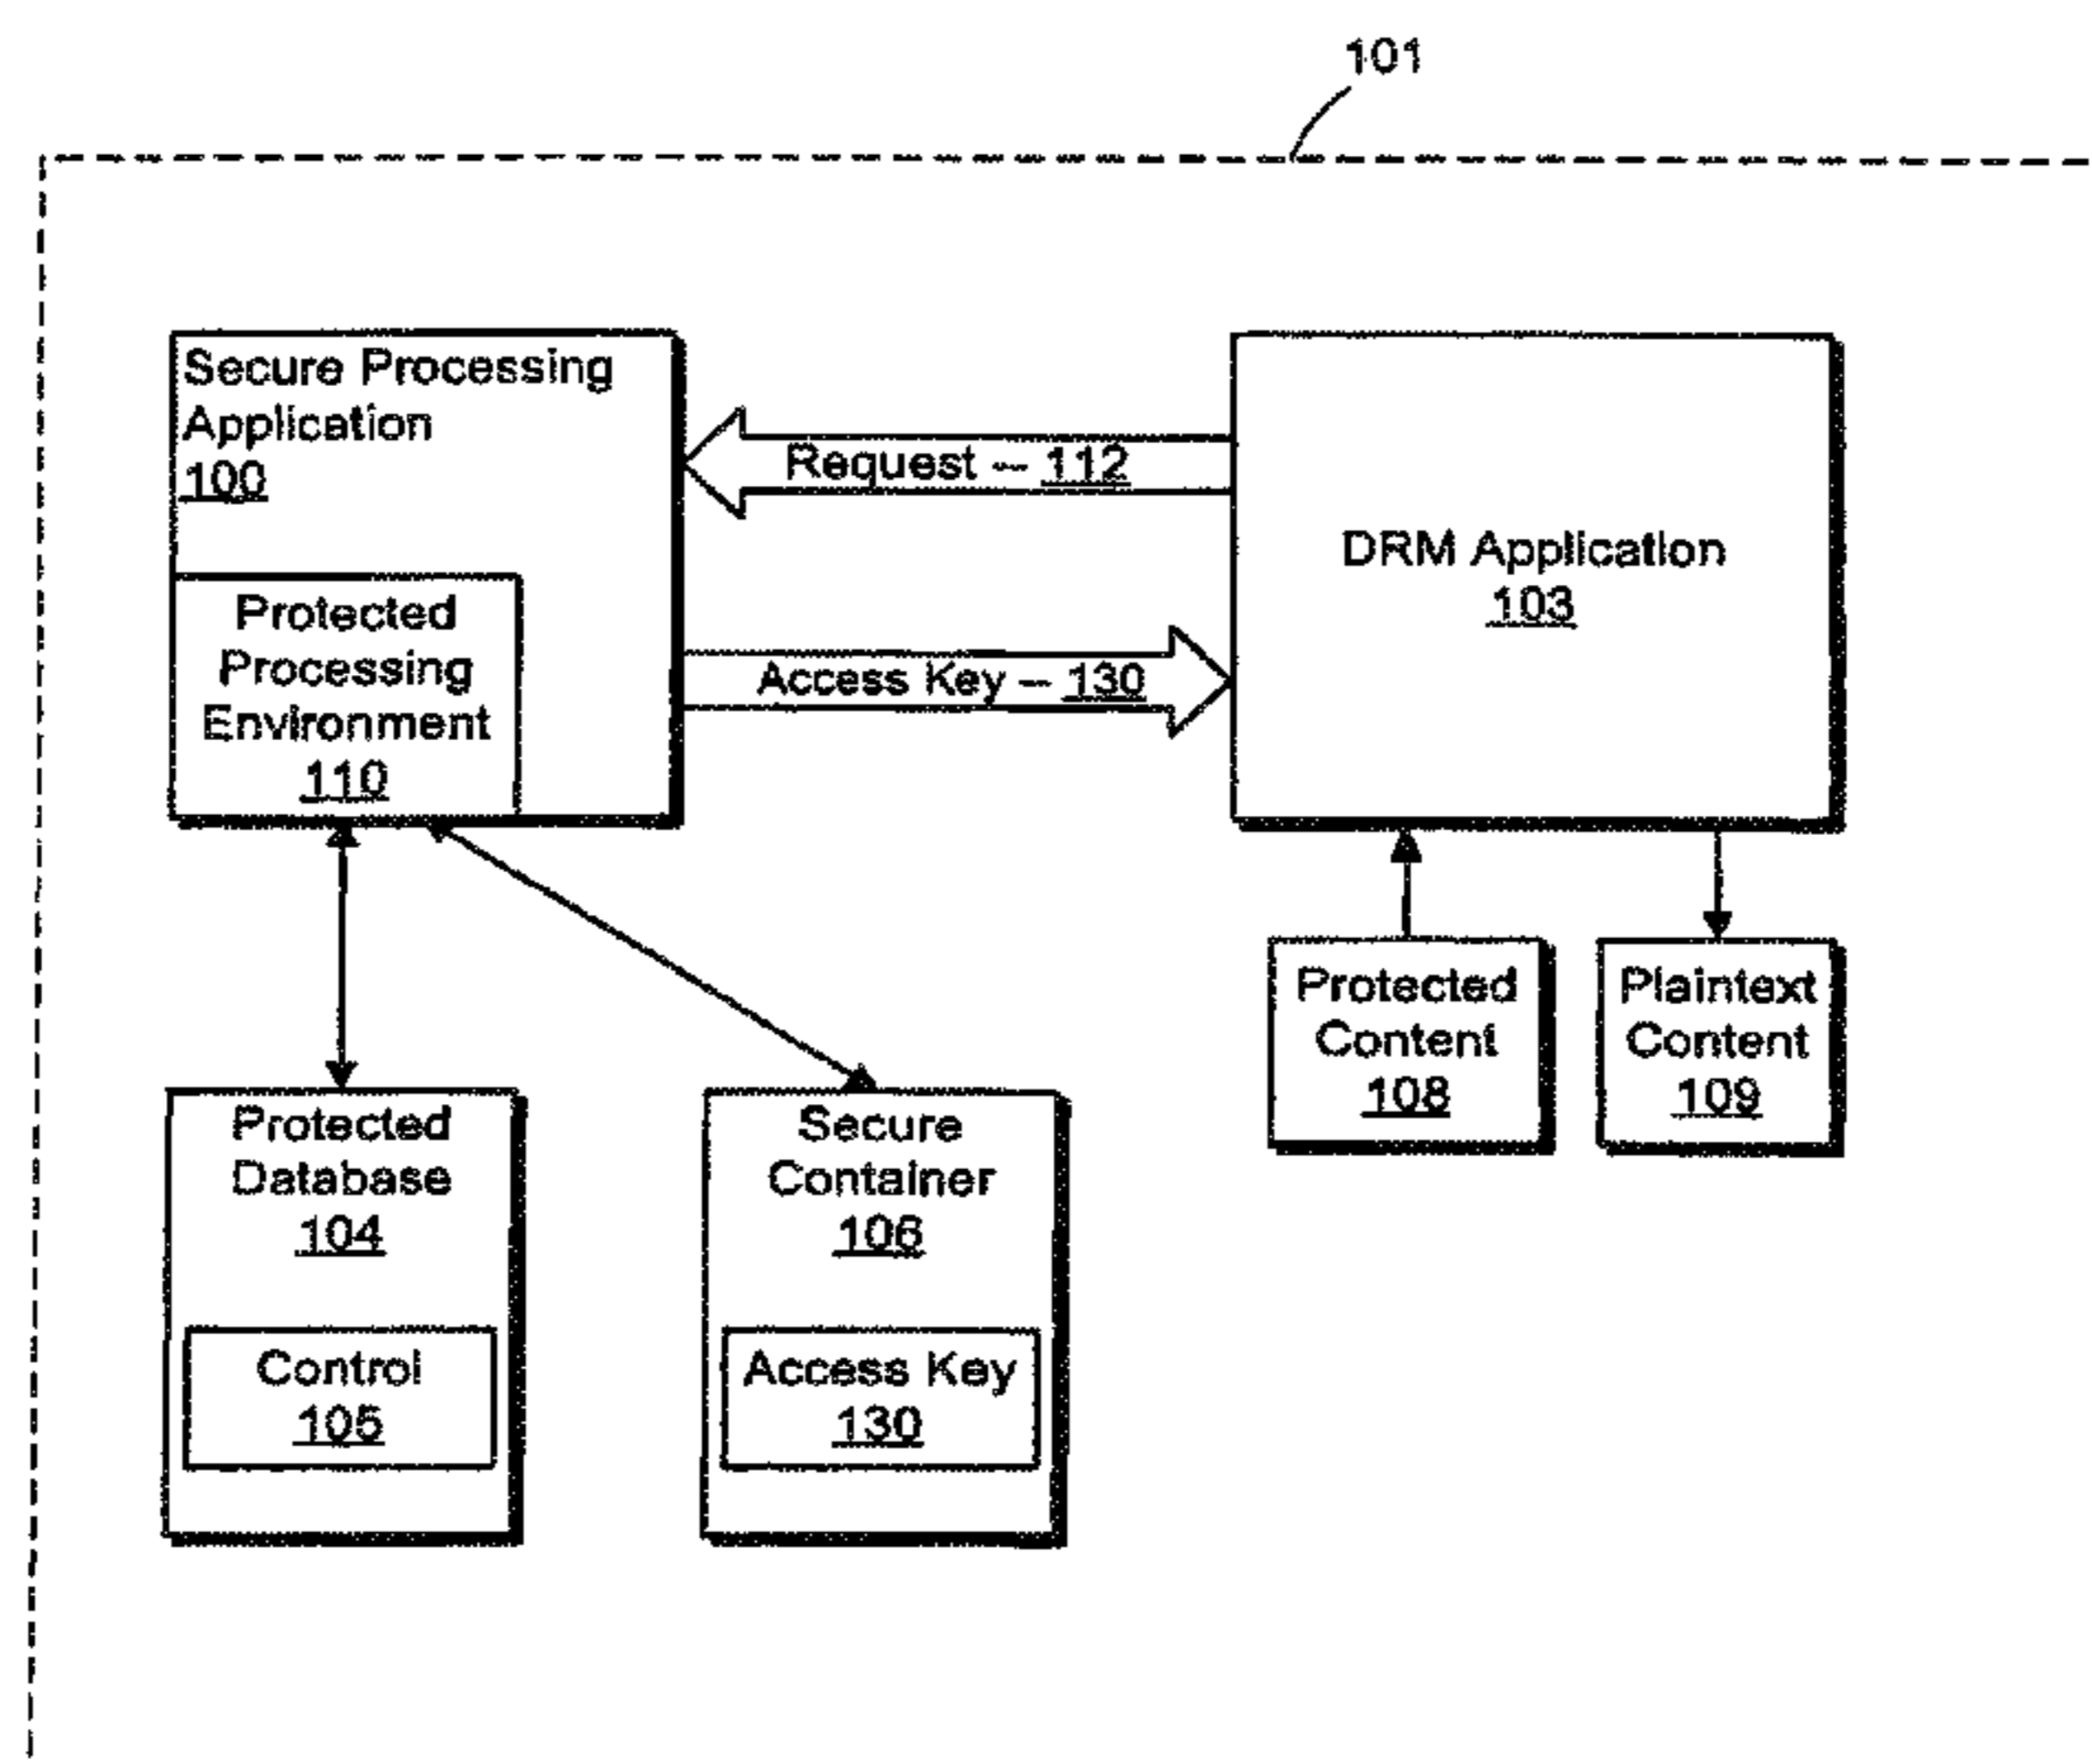 101
Secure Processing
Application
100
Request -- 112
DRM Application
103
Protected
Processing
Environment
110
Access Key -- 130
Protected
Content
108
Plaintext
Content
109
Protected
Database
104
Secure
Container
106
Control
105
Access Key
130